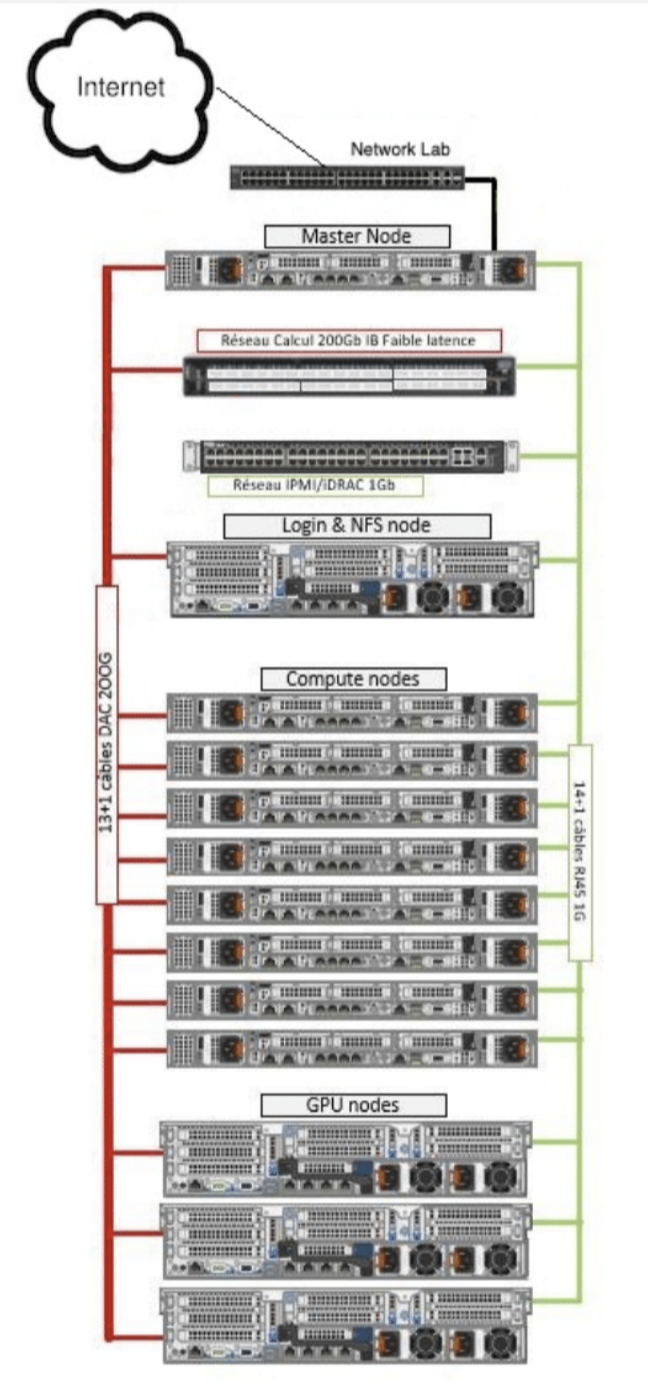 Internet
Network Lab
Master Node
Réseau Calcul 200Gb IB Faible latence
Réseau IPMI/iDRAC 1Gb
Login & NFS node
Compute nodes
13+1 câbles DAC 200G
14+1 câbles RJ45 1G
GPU nodes